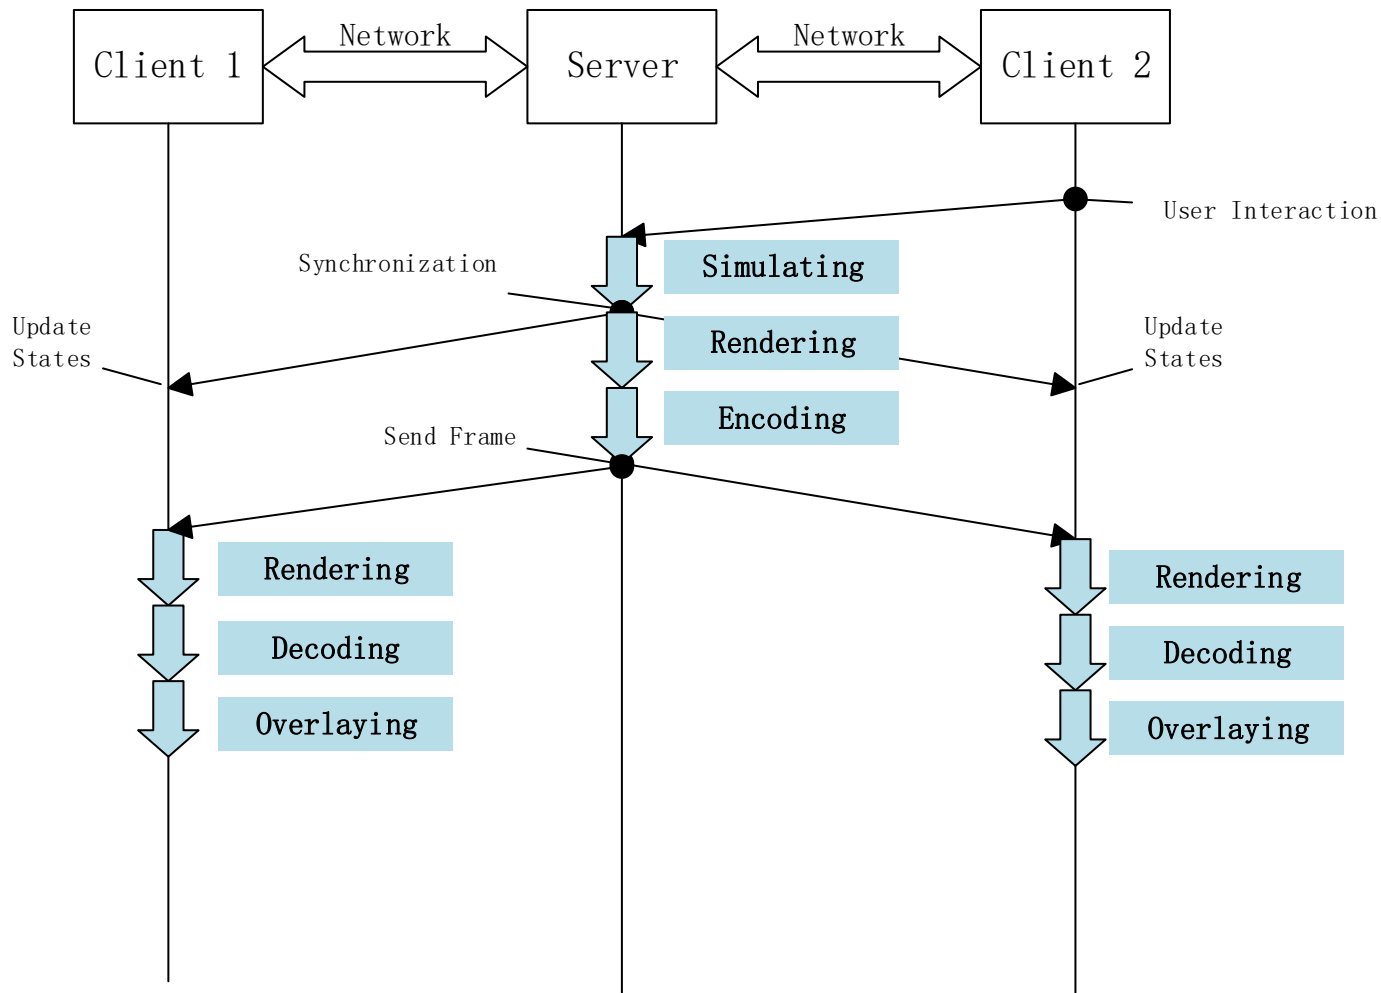 Client 1
Network
Server
Network
Client 2
User Interaction
Synchronization
Simulating
Update
States
Rendering
Update
States
Send Frame
Encoding
Rendering
Decoding
Overlaying
Rendering
Decoding
Overlaying